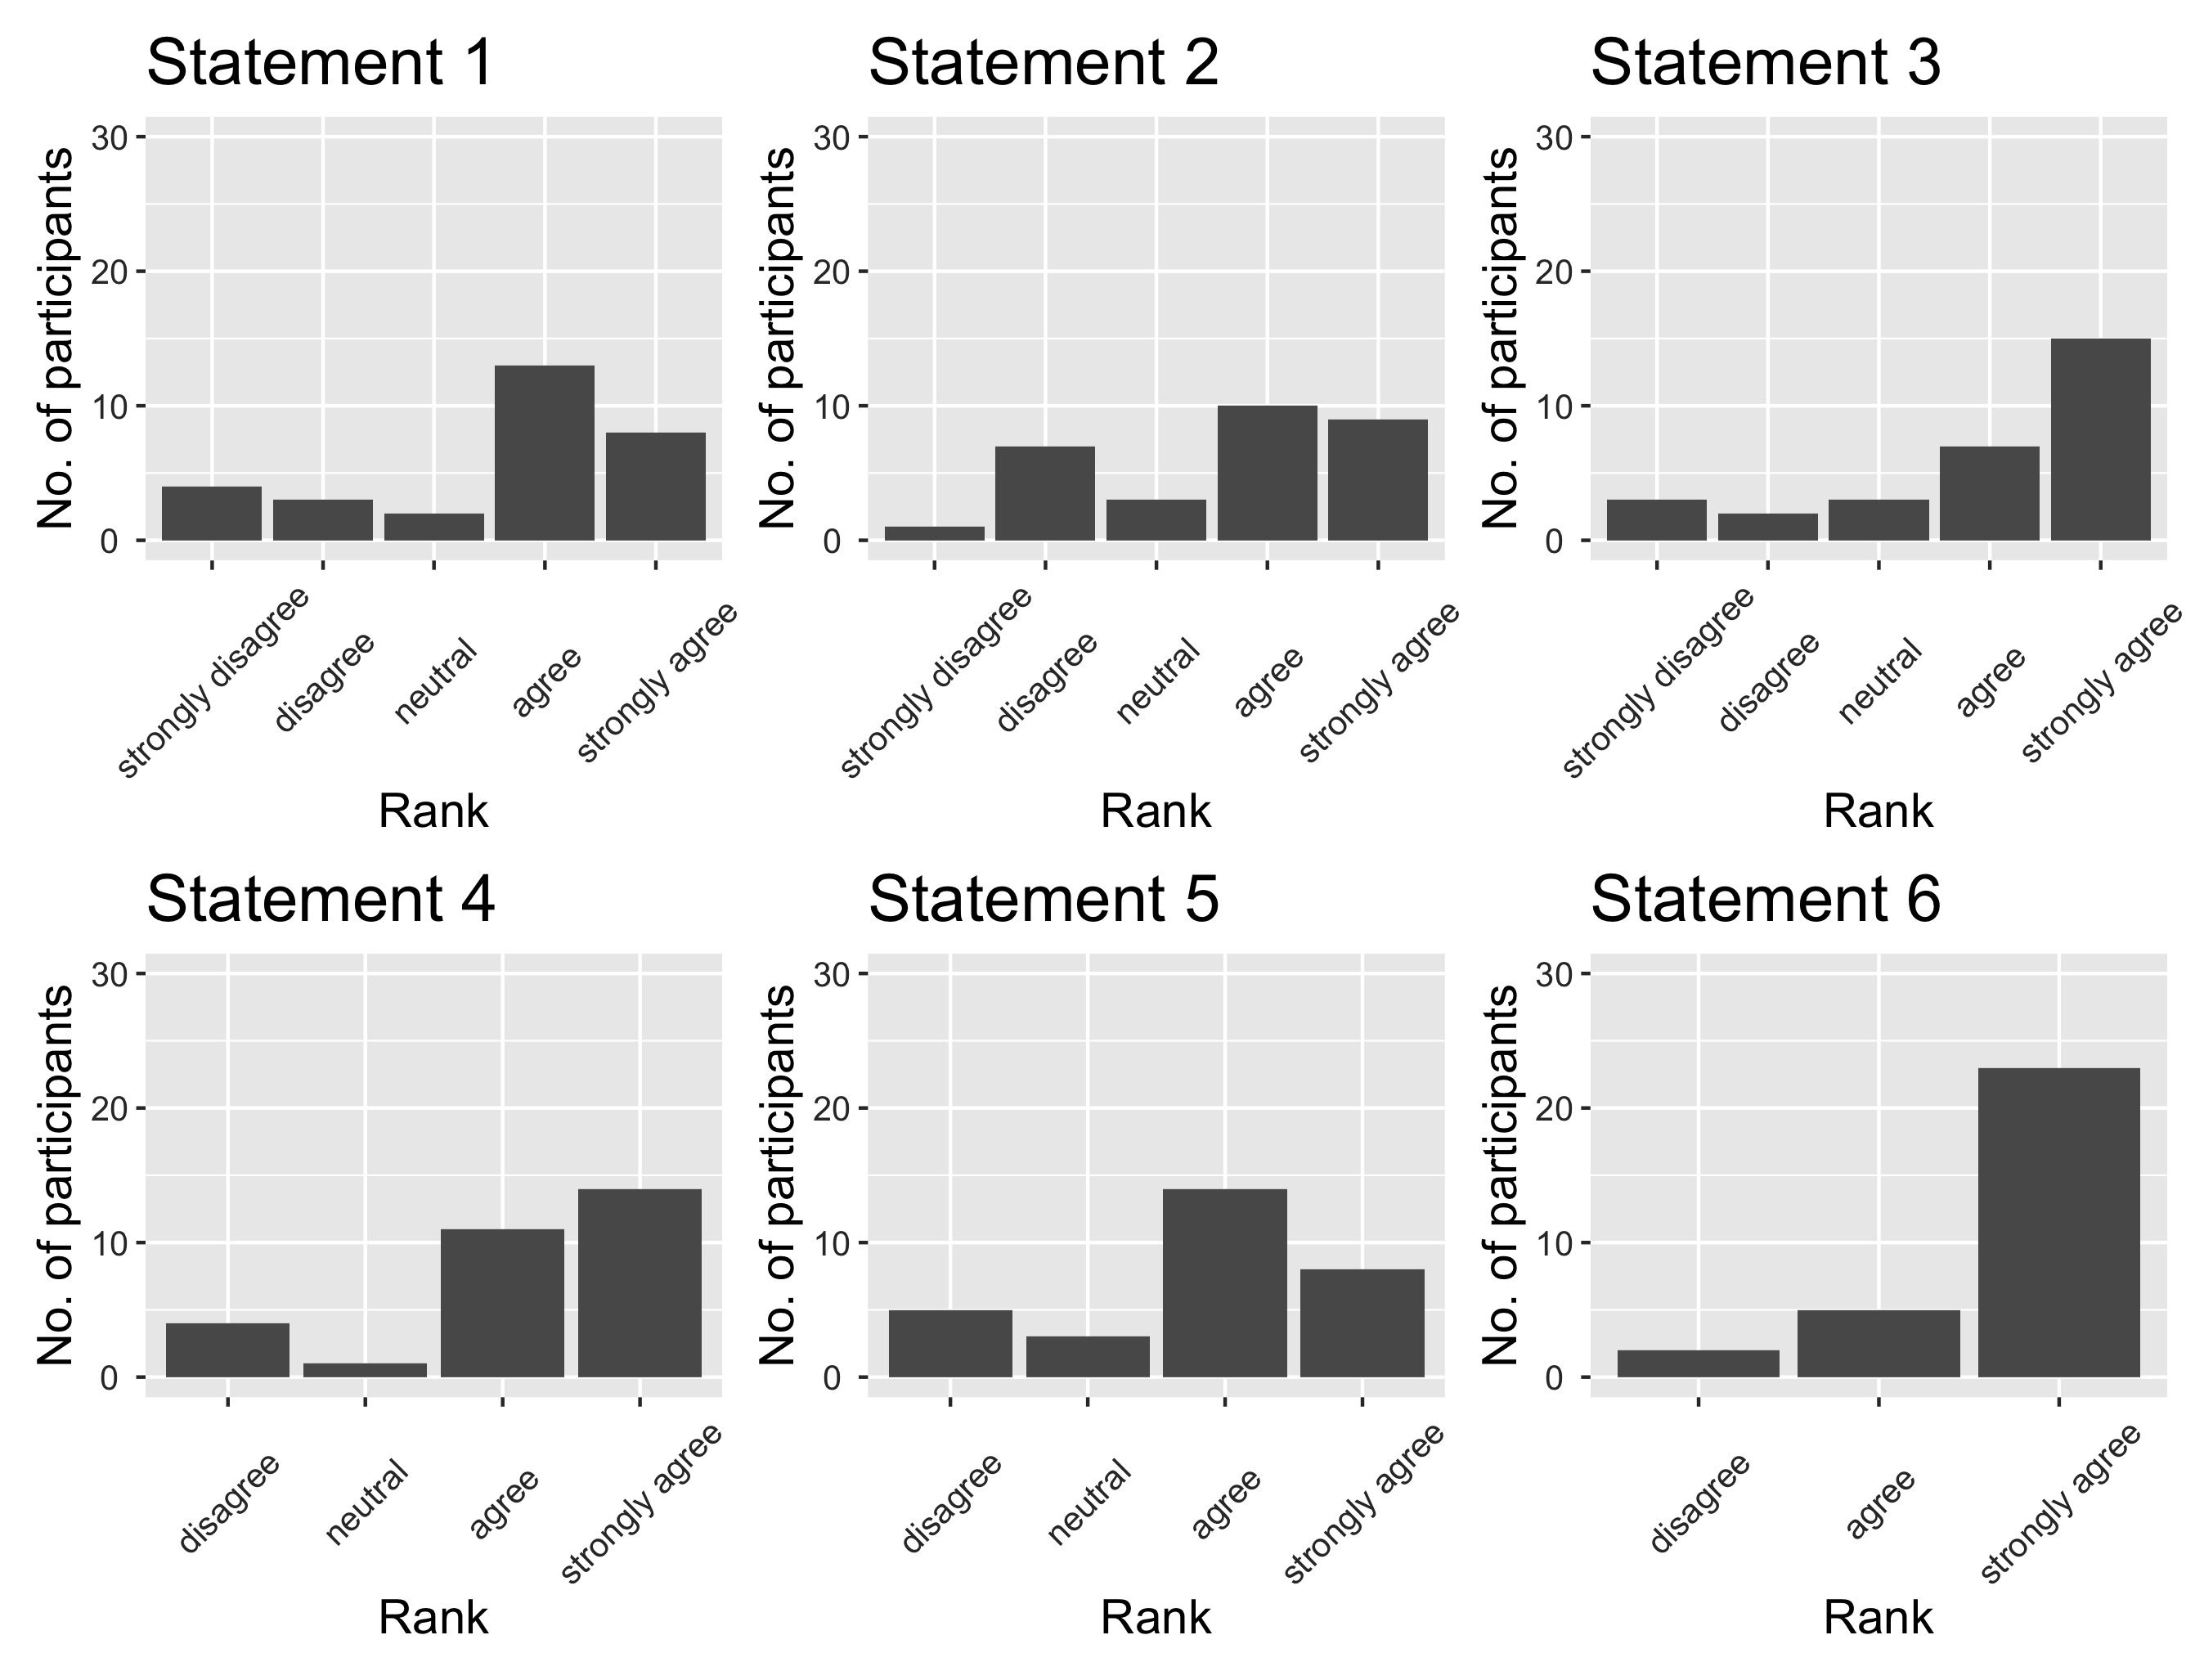 Statement 1
No. of participants
30
20
10
0
strongly disagree
disagree
neutral
agree
strongly agree
Rank
Statement 2
No. of participants
30
20
10
0
strongly disagree
disagree
neutral
agree
strongly agree
Rank
Statement 3
No. of participants
30
20
10
0
strongly disagree
disagree
neutral
agree
strongly agree
Rank
Statement 4
No. of participants
30
20
10
0
disagree
neutral
agree
strongly agree
Rank
Statement 5
No. of participants
30
20
10
0
disagree
neutral
agree
strongly agree
Rank
Statement 6
No. of participants
30
20
10
0
disagree
agree
strongly agree
Rank